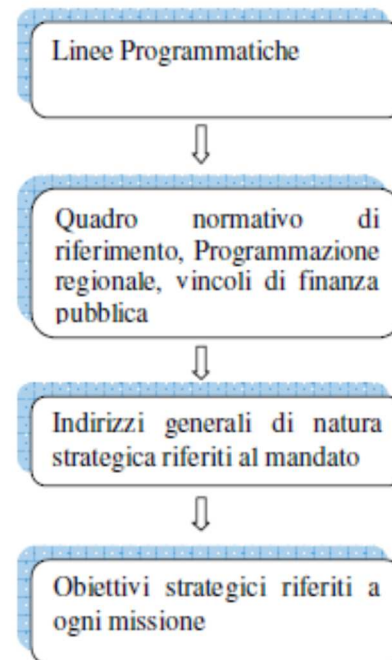 Linee Programmatiche
Quadro normativo di
riferimento, Programmazione
regionale, vincoli di finanza
pubblica
Indirizzi generali di natura
strategica riferiti al mandato
Obiettivi strategici riferiti a
ogni missione